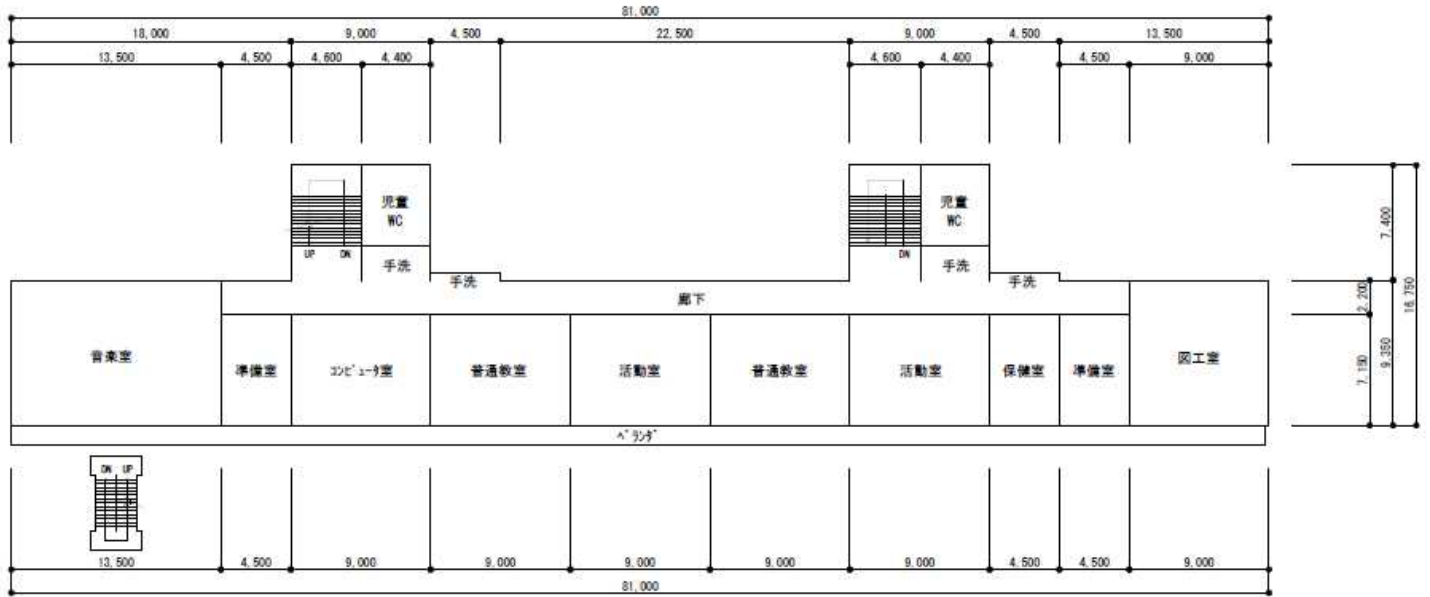 81,000
18,000 9,000 4,500 22,500 9,000 4,500 13,500
13,500 4,500 4,600 4,400 4,600 4,400 4,500 9,000
児童
WC
児童
WC
7,400
16,750
UP DN 手洗
DN 手洗
手洗
手洗
廊下
2,200
9,350
7,150
音楽室
準備室
コンピュータ室
普通教室
活動室
普通教室
活動室
保健室
準備室
図工室
ベランダ
DN UP
13,500 4,500 9,000 9,000 9,000 9,000 9,000 4,500 4,500 9,000
81,000